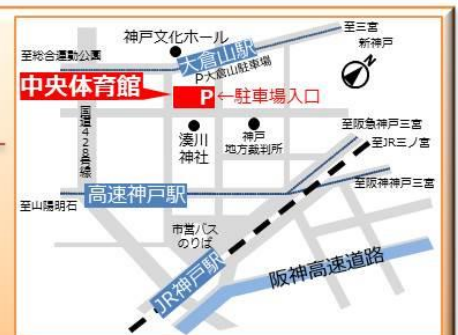 神戸文化ホール
至三宮
新神戸
至総合運動公園
大倉山駅
P大倉山駐車場
中央体育館
P
←駐車場入口
国道428号線
湊川
神社
神戸
地方裁判所
至阪急神戸三宮
至JR三ノ宮
高速神戸駅
至阪神神戸三宮
至山陽明石
市営バス
のりば
JR神戸駅
阪神高速道路